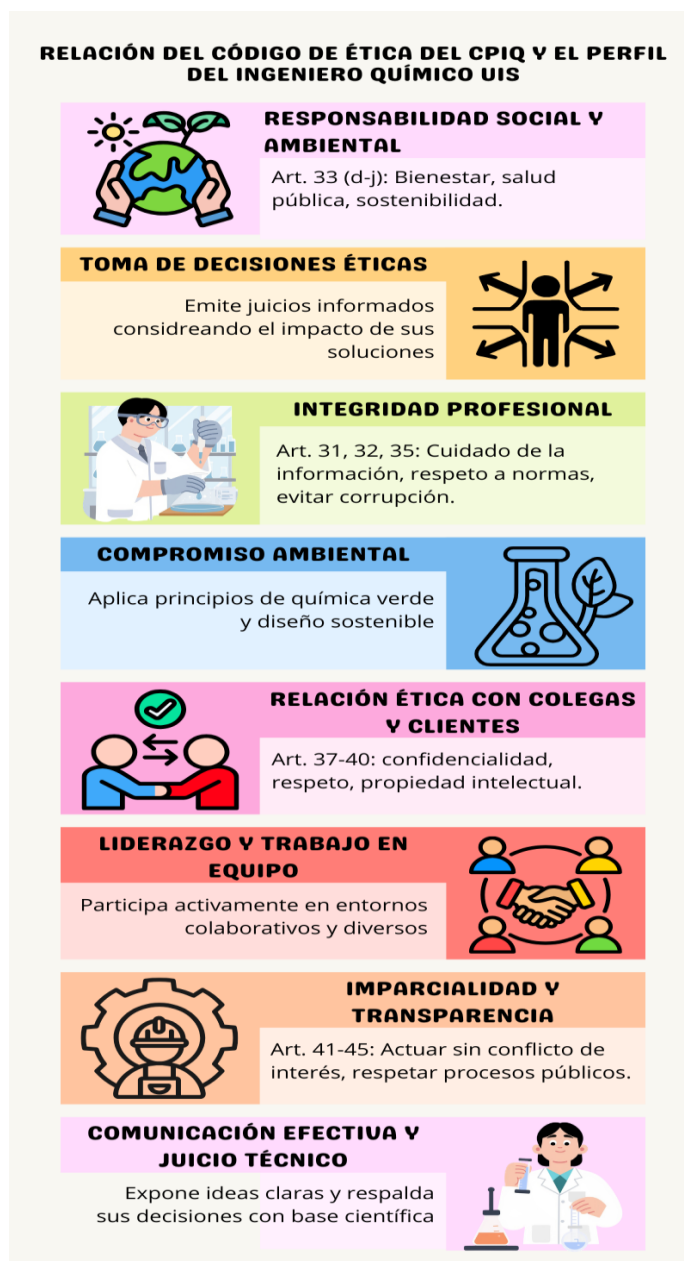 RELACIÓN DEL CÓDIGO DE ÉTICA DEL CPIQ Y EL PERFIL
DEL INGENIERO QUÍMICO UIS
RESPONSABILIDAD SOCIAL Y
AMBIENTAL
Art. 33 (d-j): Bienestar, salud
pública, sostenibilidad.
TOMA DE DECISIONES ÉTICAS
Emite juicios informados
considreando el impacto de sus
soluciones
INTEGRIDAD PROFESIONAL
Art. 31, 32, 35: Cuidado de la
información, respeto a normas,
evitar corrupción.
COMPROMISO AMBIENTAL
Aplica principios de química verde
y diseño sostenible
RELACIÓN ÉTICA CON COLEGAS
Y CLIENTES
Art. 37-40: confidencialidad,
respeto, propiedad intelectual.
LIDERAZGO Y TRABAJO EN
EQUIPO
Participa activamente en entornos
colaborativos y diversos
IMPARCIALIDAD Y
TRANSPARENCIA
Art. 41-45: Actuar sin conflicto de
interés, respetar procesos públicos.
COMUNICACIÓN EFECTIVA Y
JUICIO TÉCNICO
Expone ideas claras y respalda
sus decisiones con base científica